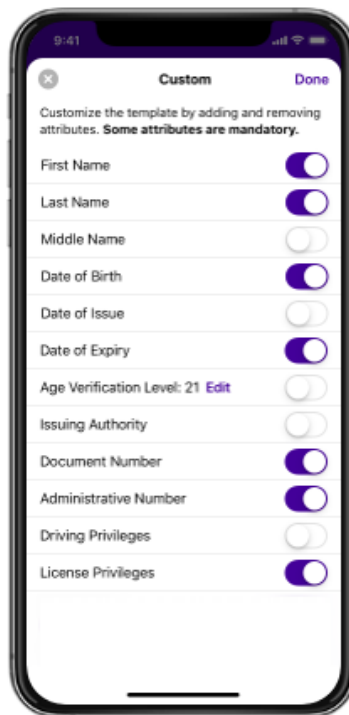 9:41
Custom
Done
Customize the template by adding and removing
attributes. Some attributes are mandatory.
First Name
Last Name
Middle Name
Date of Birth
Date of Issue
Date of Expiry
Age Verification Level: 21 Edit
Issuing Authority
Document Number
Administrative Number
Driving Privileges
License Privileges